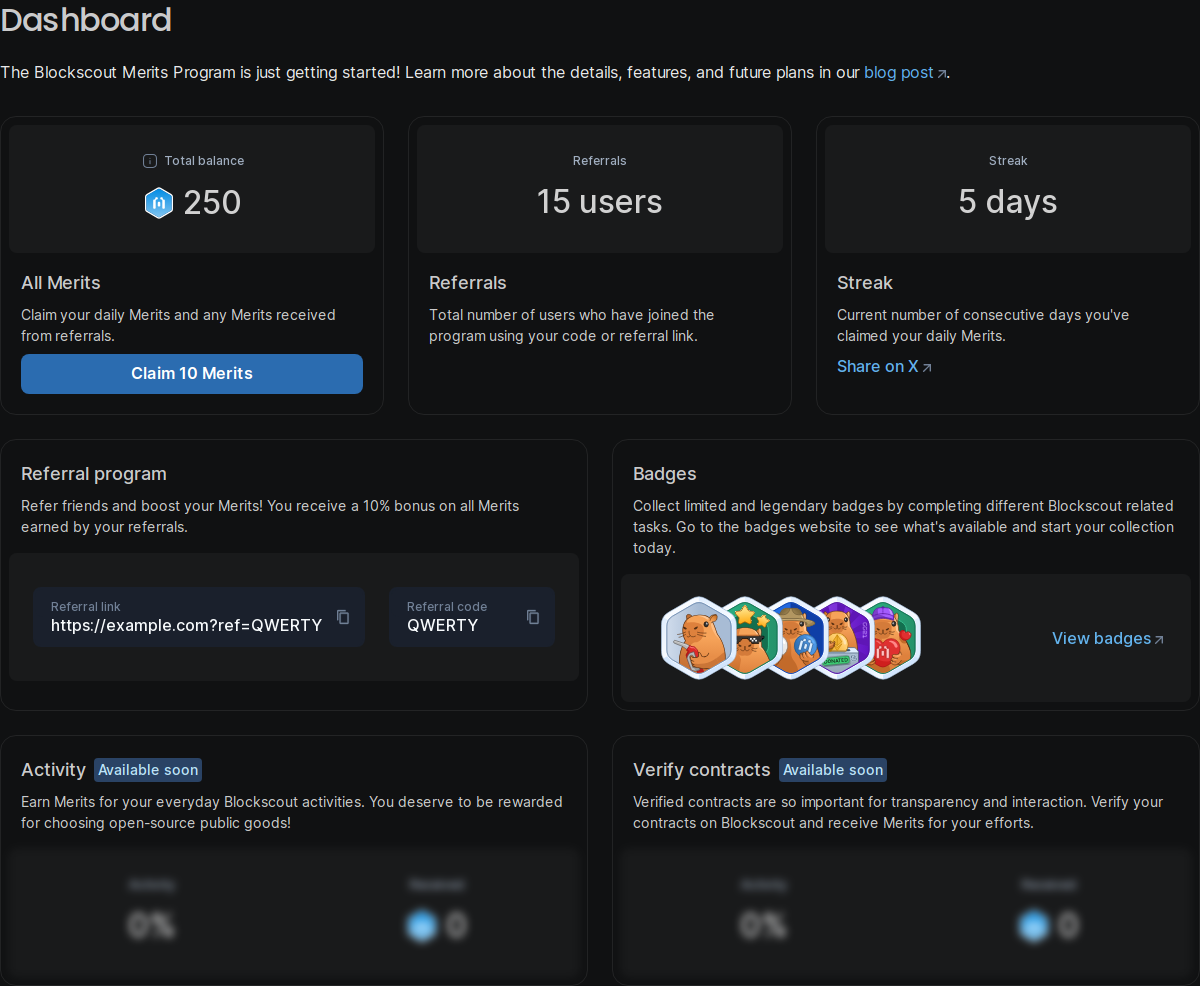 Dashboard
The Blockscout Merits Program is just getting started! Learn more about the details, features, and future plans in our blog post.
Total balance
250
All Merits
Claim your daily Merits and any Merits received
from referrals.
Claim 10 Merits
Referrals
15 users
Referrals
Total number of users who have joined the
program using your code or referral link.
Streak
5 days
Streak
Current number of consecutive days you've
claimed your daily Merits.
Share on X
Referral program
Refer friends and boost your Merits! You receive a 10% bonus on all Merits
earned by your referrals.
Referral link
https://example.com?ref=QWERTY
Referral code
QWERTY
Badges
Collect limited and legendary badges by completing different Blockscout related
tasks. Go to the badges website to see what's available and start your collection
today.
View badges
Activity Available soon
Earn Merits for your everyday Blockscout activities. You deserve to be rewarded
for choosing open-source public goods!
Activity
0%
Received
0
Verify contracts Available soon
Verified contracts are so important for transparency and interaction. Verify your
contracts on Blockscout and receive Merits for your efforts.
Activity
0%
Received
0